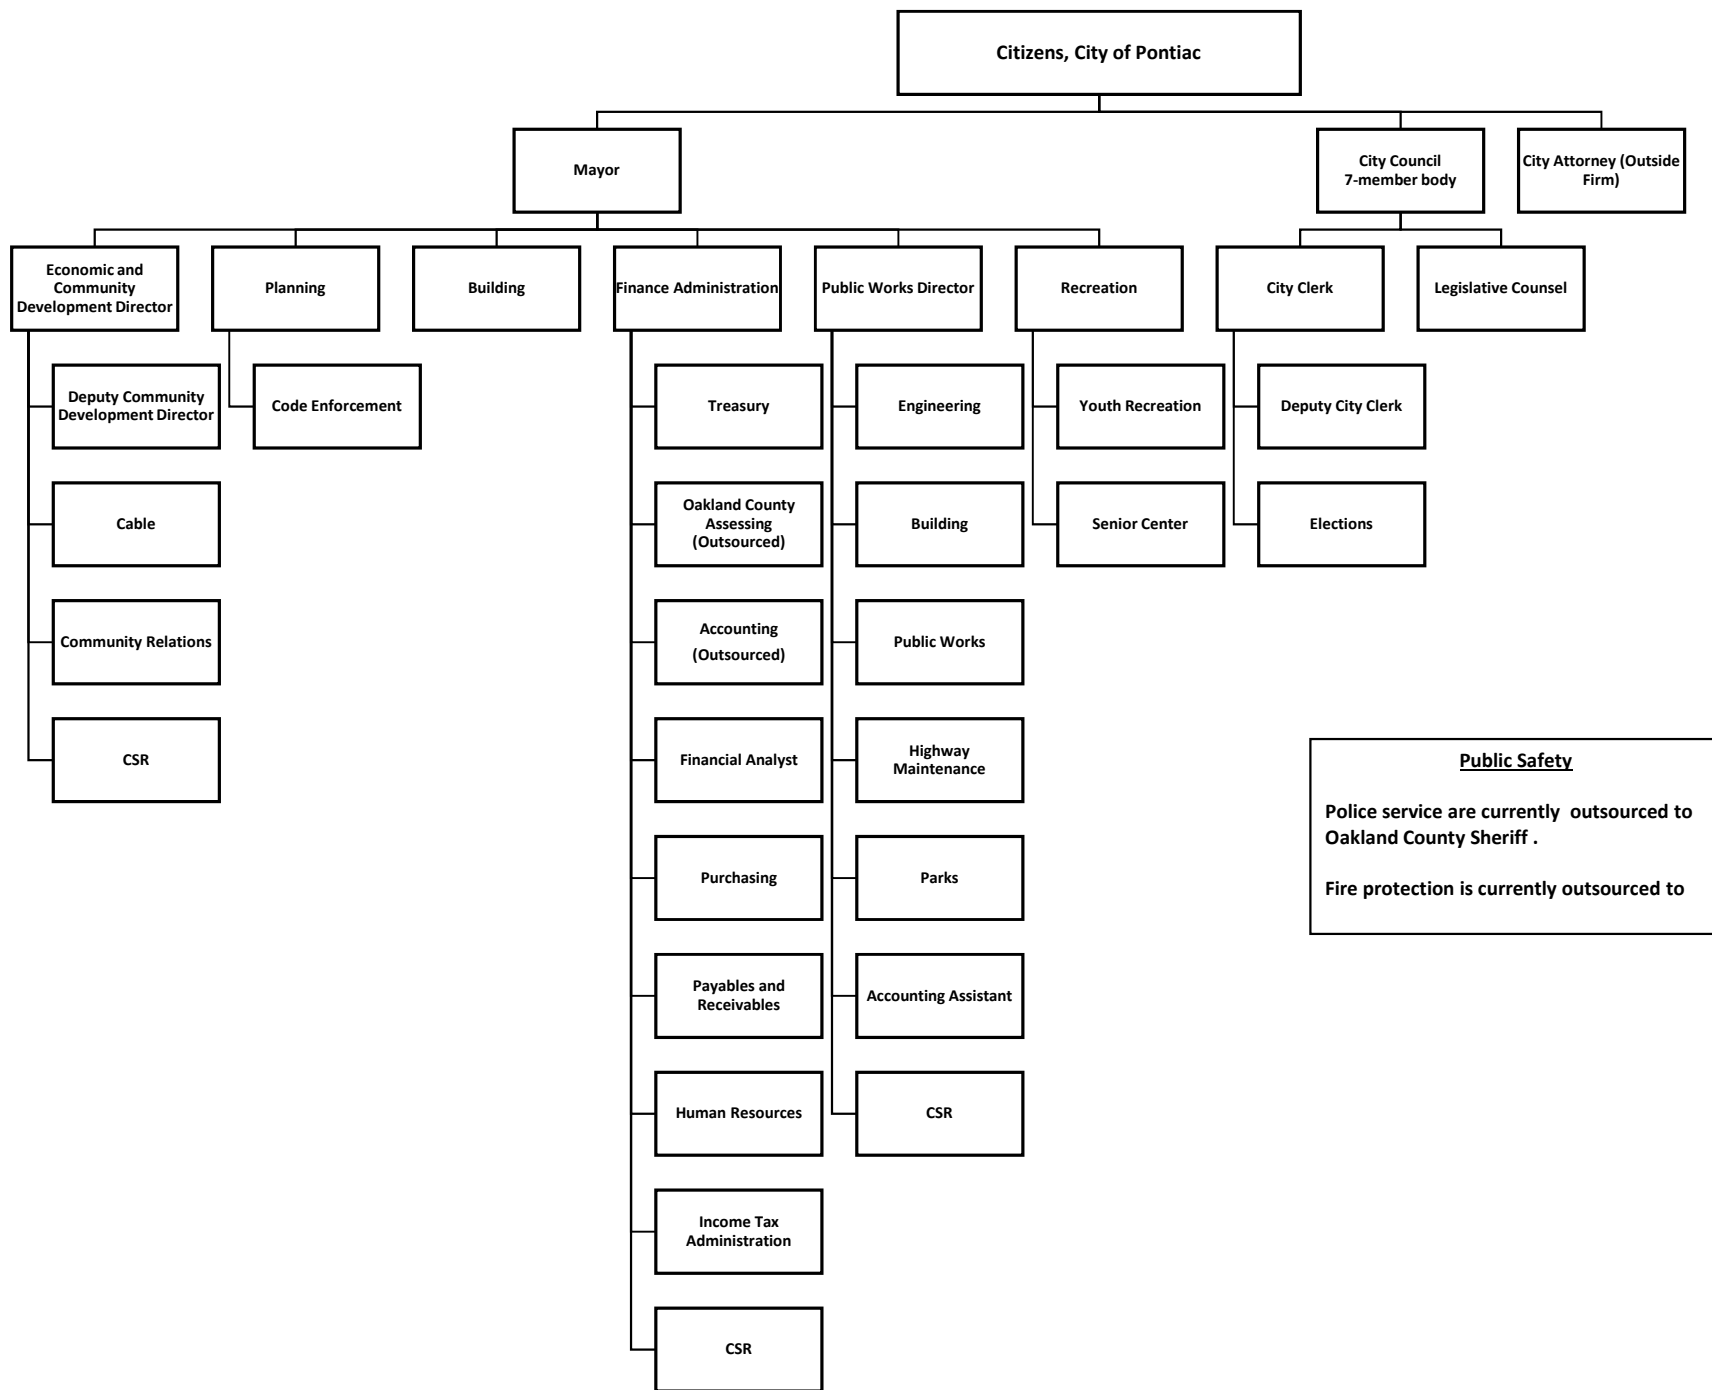 Citizens, City of Pontiac
Mayor
City Council
7-member body
City Attorney (Outside
Firm)
Economic and
Community
Development Director
Planning
Building
Finance Administration
Public Works Director
Recreation
City Clerk
Legislative Counsel
Deputy Community
Development Director
Code Enforcement
Treasury
Engineering
Youth Recreation
Deputy City Clerk
Cable
Oakland County
Assessing
(Outsourced)
Building
Senior Center
Elections
Community Relations
Accounting
(Outsourced)
Public Works
CSR
Financial Analyst
Highway
Maintenance
Public Safety
Police service are currently  outsourced to
Oakland County Sheriff .
Fire protection is currently outsourced to
Purchasing
Parks
Payables and
Receivables
Accounting Assistant
Human Resources
CSR
Income Tax
Administration
CSR